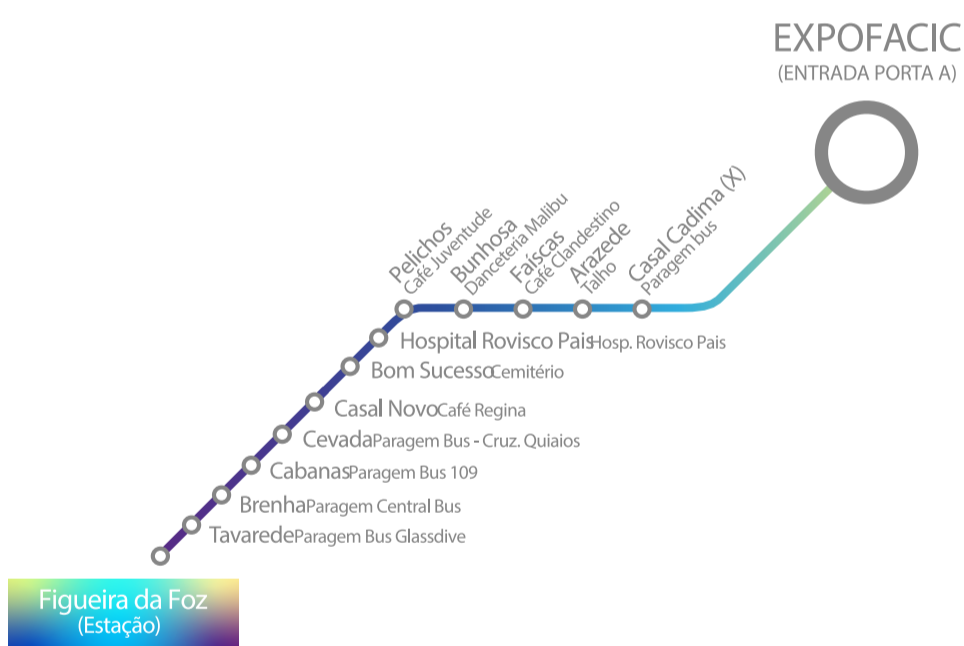 EXPOFACIC
(ENTRADA PORTA A)
Pelichos
Café Juventude
Bunhosa
Danceteria Malibu
Faíscas
Café Clandestino
Arazede
Talho
Casal Cadima (X)
Paragem bus
Hospital Rovisco Pais Hosp. Rovisco Pais
Bom Sucesso Cemitério
Casal Novo Café Regina
Cevada Paragem Bus - Cruz. Quiaios
Cabanas Paragem Bus 109
Brenha Paragem Central Bus
Tavarede Paragem Bus Glassdive
Figueira da Foz
(Estação)